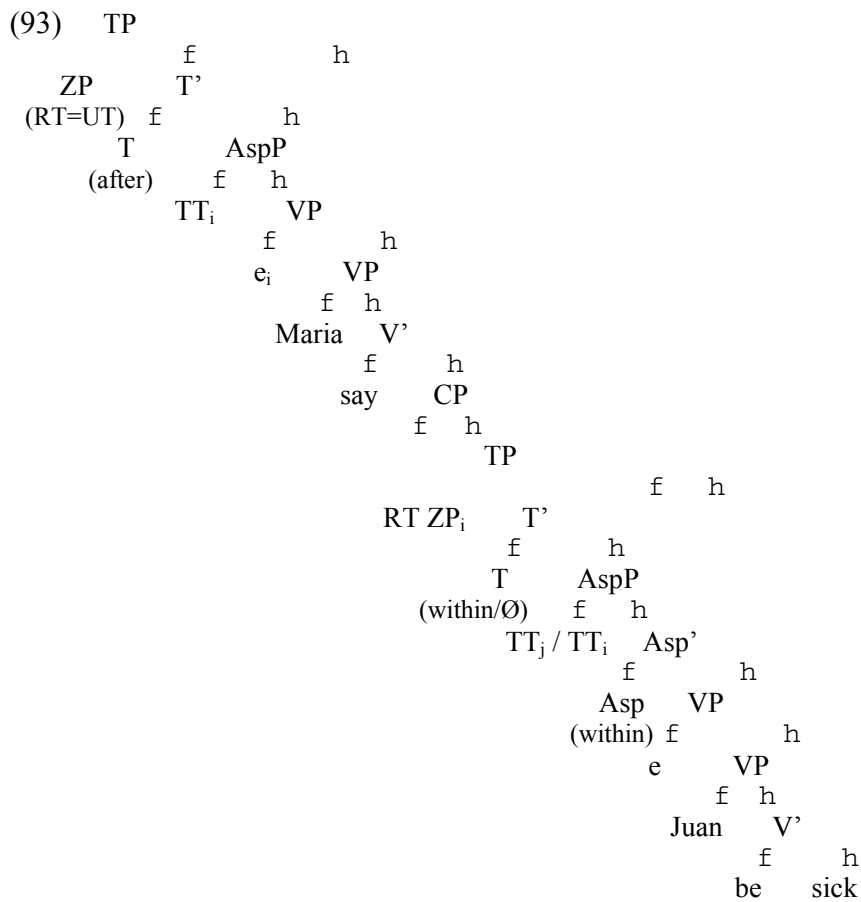 (93) TP
f h
ZP T’
(RT=UT) f h
T AspP
(after) f h
TTi VP
f h
ei VP
f h
Maria V’
f h
say CP
f h
TP
f h
RT ZPi T’
f h
T AspP
(within/Ø) f h
TTj / TTi Asp’
f h
Asp VP
(within) f h
e VP
f h
Juan V’
f h
be sick